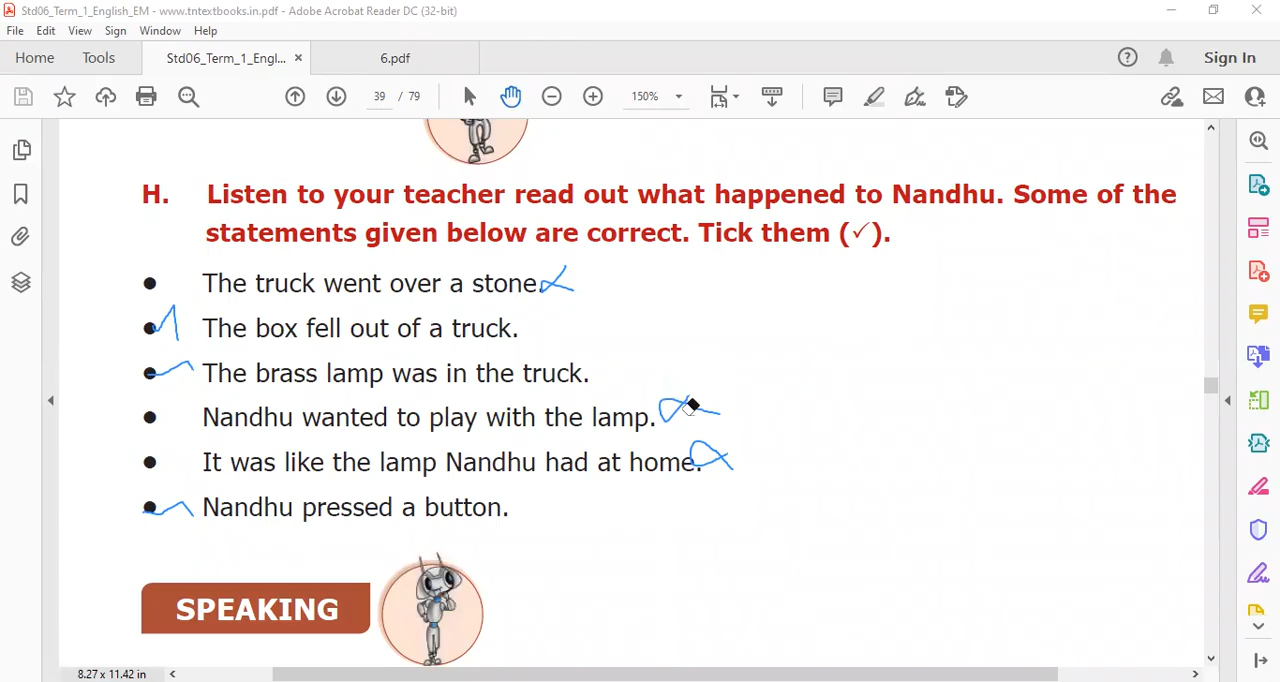 Std06_Term_1_English_EM - www.tntextbooks.in.pdf - Adobe Acrobat Reader DC (32-bit)
File Edit View Sign Window Help
Home Tools Std06_Term_1_Engl... × 6.pdf Sign In
39 / 79 150%
H. Listen to your teacher read out what happened to Nandhu. Some of the
statements given below are correct. Tick them (✓).
● The truck went over a stone.
● The box fell out of a truck.
● The brass lamp was in the truck.
● Nandhu wanted to play with the lamp.
● It was like the lamp Nandhu had at home.
● Nandhu pressed a button.
SPEAKING
8.27 x 11.42 in